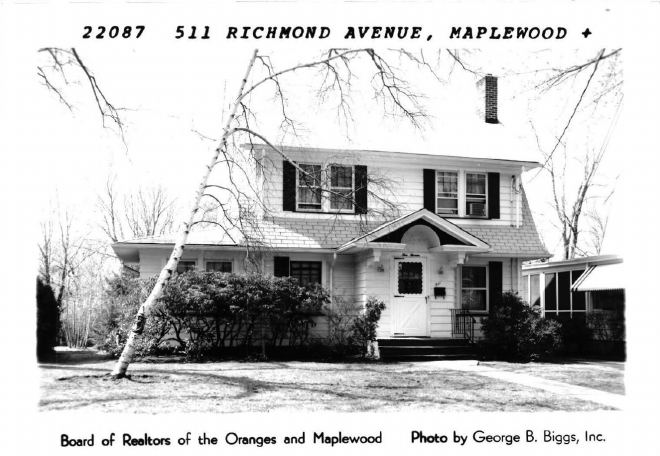 22087 511 RICHMOND AVENUE, MAPLEWOOD +
Board of Realtors of the Oranges and Maplewood Photo by George B. Biggs, Inc.